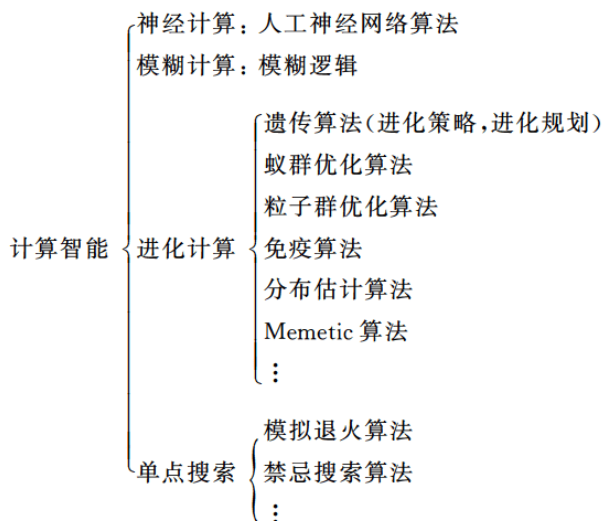 神经计算：人工神经网络算法
模糊计算：模糊逻辑
遗传算法(进化策略,进化规划)
蚁群优化算法
粒子群优化算法
计算智能
进化计算
免疫算法
分布估计算法
Memetic 算法
⋮
模拟退火算法
单点搜索
禁忌搜索算法
⋮